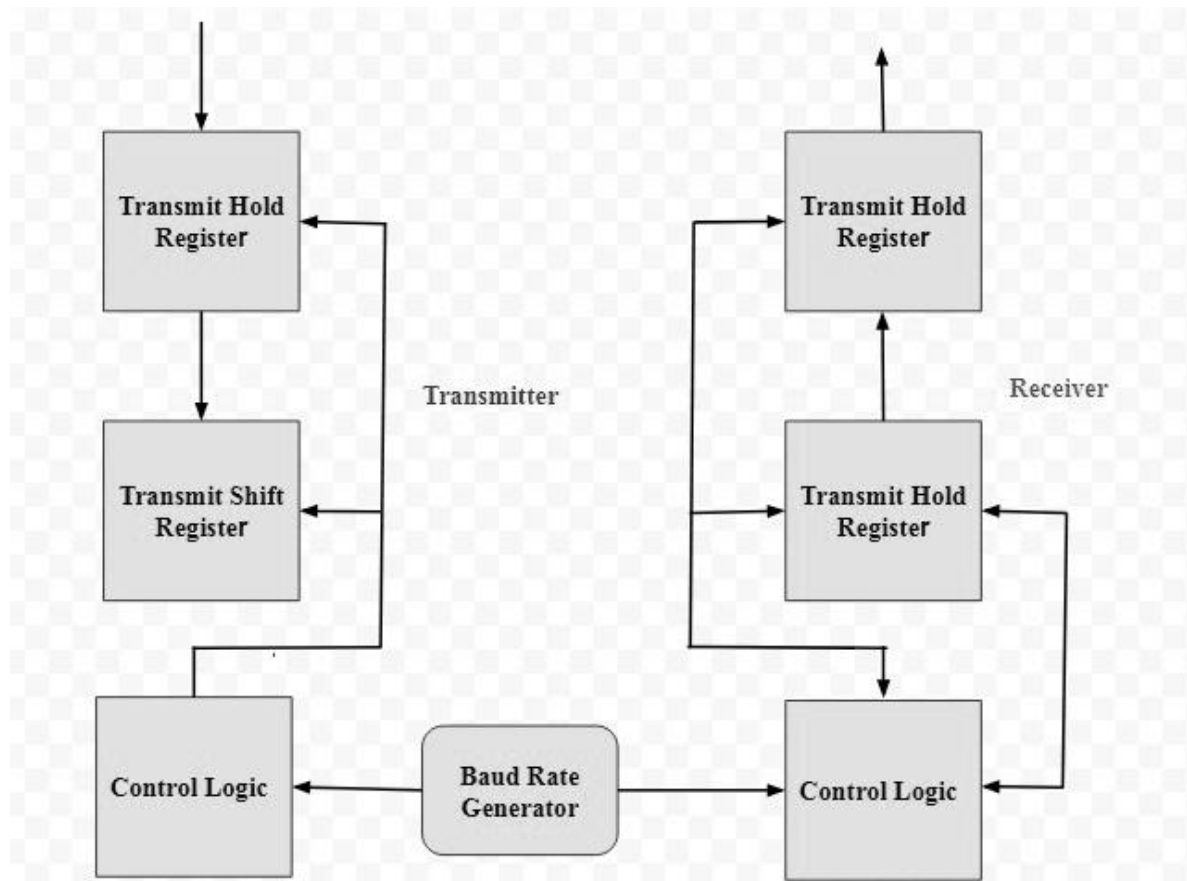 Transmit Hold
Register
Transmit Hold
Register
Transmitter
Receiver
Transmit Shift
Register
Transmit Hold
Register
Control Logic
Baud Rate
Generator
Control Logic